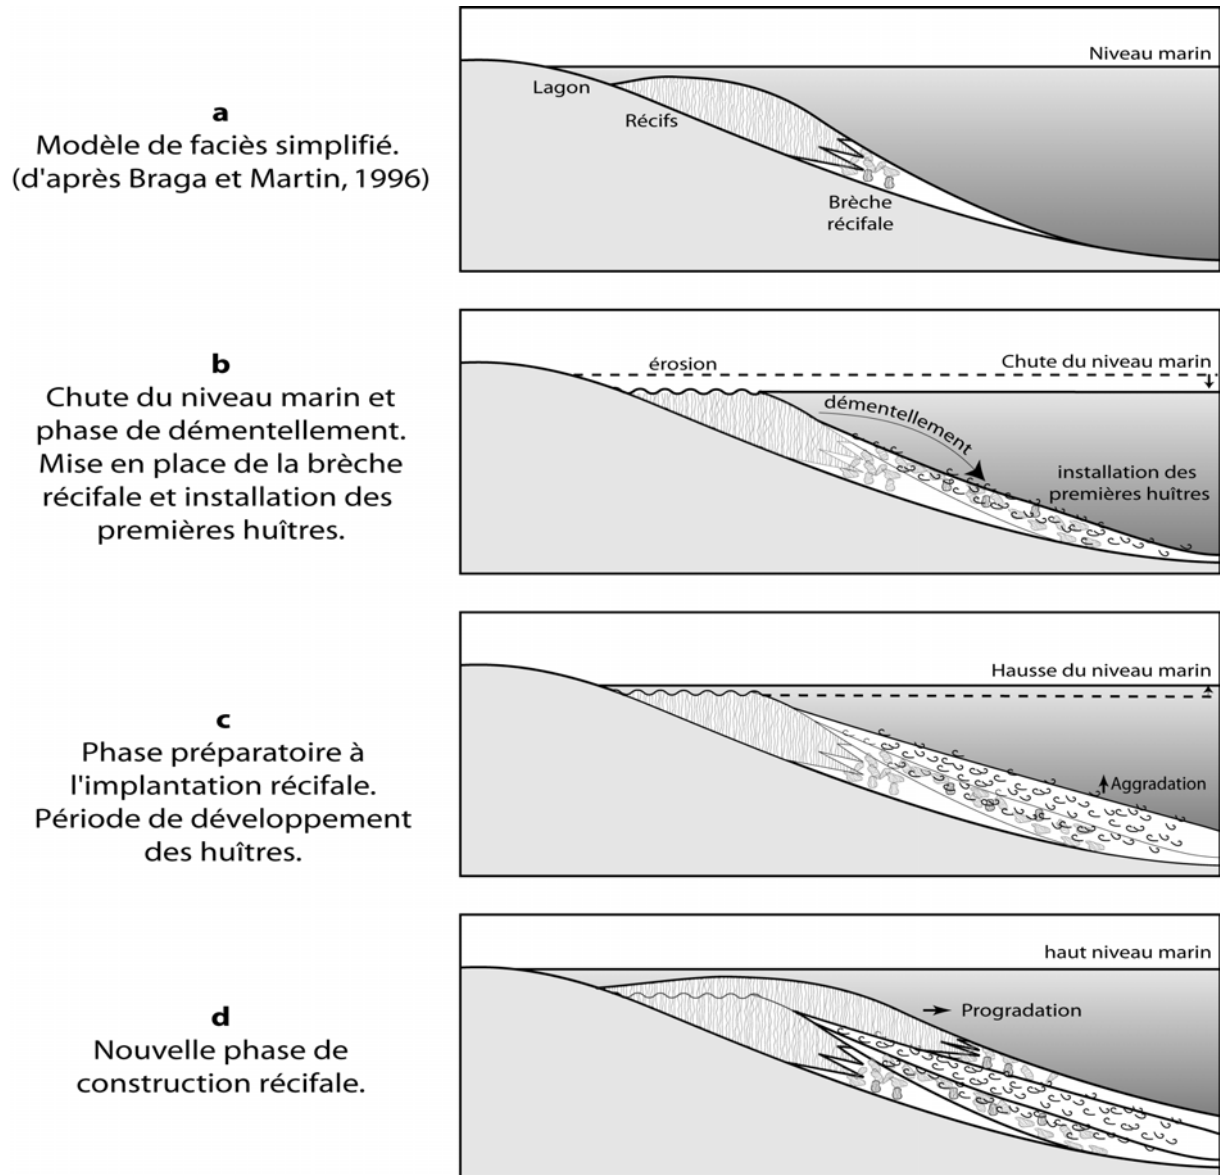 a
Modèle de faciès simplifié.
(d'après Braga et Martin, 1996)
Niveau marin
Lagon
Récifs
Brèche
récifale
b
Chute du niveau marin et
phase de démentellement.
Mise en place de la brèche
récifale et installation des
premières huîtres.
érosion
Chute du niveau marin
démentellement
installation des
premières huîtres
c
Phase préparatoire à
l'implantation récifale.
Période de développement
des huîtres.
Hausse du niveau marin
Aggradation
d
Nouvelle phase de
construction récifale.
haut niveau marin
Progradation